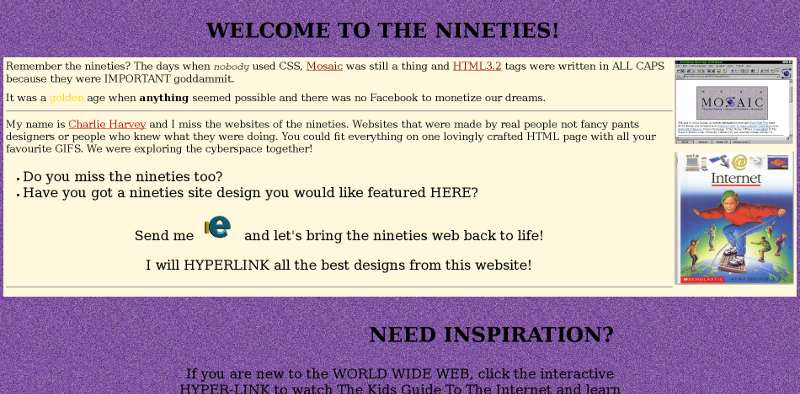 WELCOME TO THE NINETIES!
Remember the nineties? The days when nobody used CSS, Mosaic was still a thing and HTML3.2 tags were written in ALL CAPS
because they were IMPORTANT goddammit.
It was a golden age when anything seemed possible and there was no Facebook to monetize our dreams.
My name is Charlie Harvey and I miss the websites of the nineties. Websites that were made by real people not fancy pants
designers or people who knew what they were doing. You could fit everything on one lovingly crafted HTML page with all your
favourite GIFS. We were exploring the cyberspace together!
Do you miss the nineties too?
Have you got a nineties site design you would like featured HERE?
Send me e and let's bring the nineties web back to life!
I will HYPERLINK all the best designs from this website!
MOSAIC
Internet
SCHOLASTIC
NEED INSPIRATION?
If you are new to the WORLD WIDE WEB, click the interactive
HYPER-LINK to watch The Kids Guide To The Internet and learn